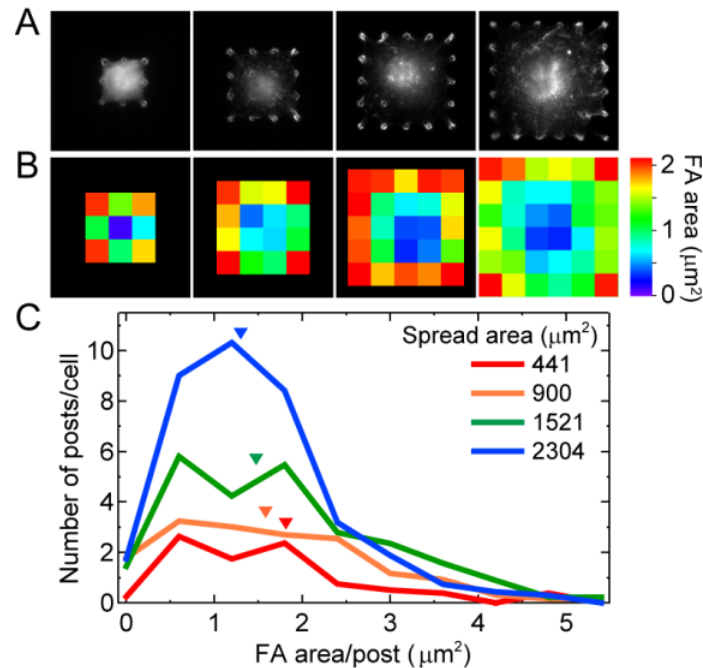 A
B
2
1
0
FA area (μm²)
C
Spread area (μm²)
441
900
1521
2304
10
8
6
4
2
0
Number of posts/cell
0
1
2
3
4
5
FA area/post (μm²)